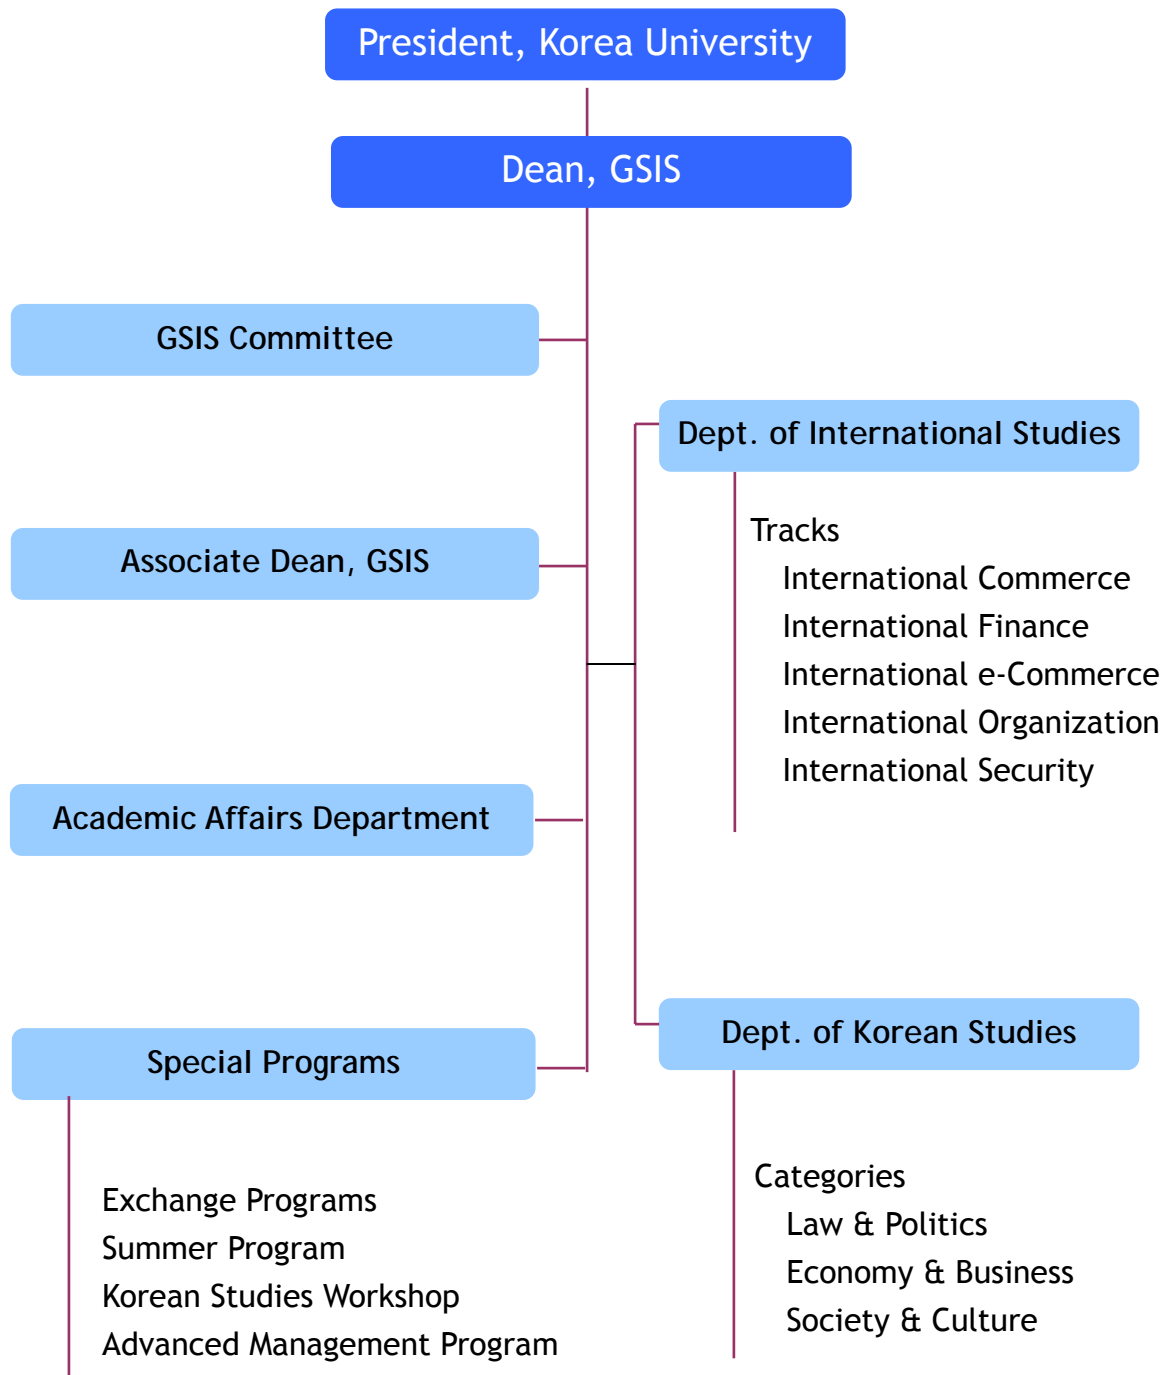 President, Korea University
Dean, GSIS
GSIS Committee
Associate Dean, GSIS
Academic Affairs Department
Special Programs
Exchange Programs
Summer Program
Korean Studies Workshop
Advanced Management Program
Dept. of International Studies
Tracks
International Commerce
International Finance
International e-Commerce
International Organization
International Security
Dept. of Korean Studies
Categories
Law & Politics
Economy & Business
Society & Culture